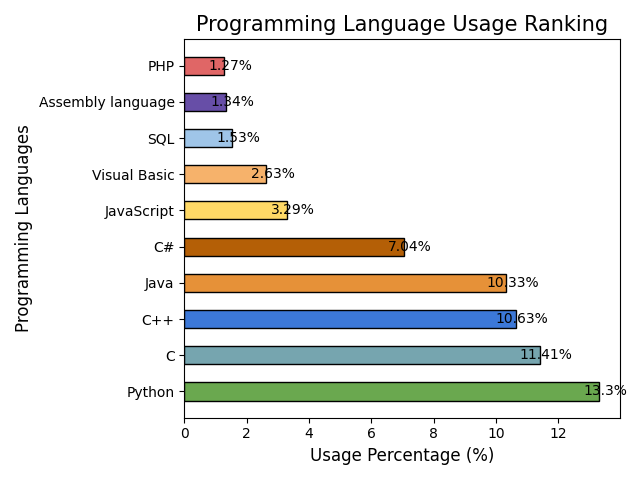 Programming Language Usage Ranking
Programming Languages
PHP 1.27%
Assembly language 1.34%
SQL 1.53%
Visual Basic 2.63%
JavaScript 3.29%
C# 7.04%
Java 10.33%
C++ 10.63%
C 11.41%
Python 13.3%
0 2 4 6 8 10 12
Usage Percentage (%)